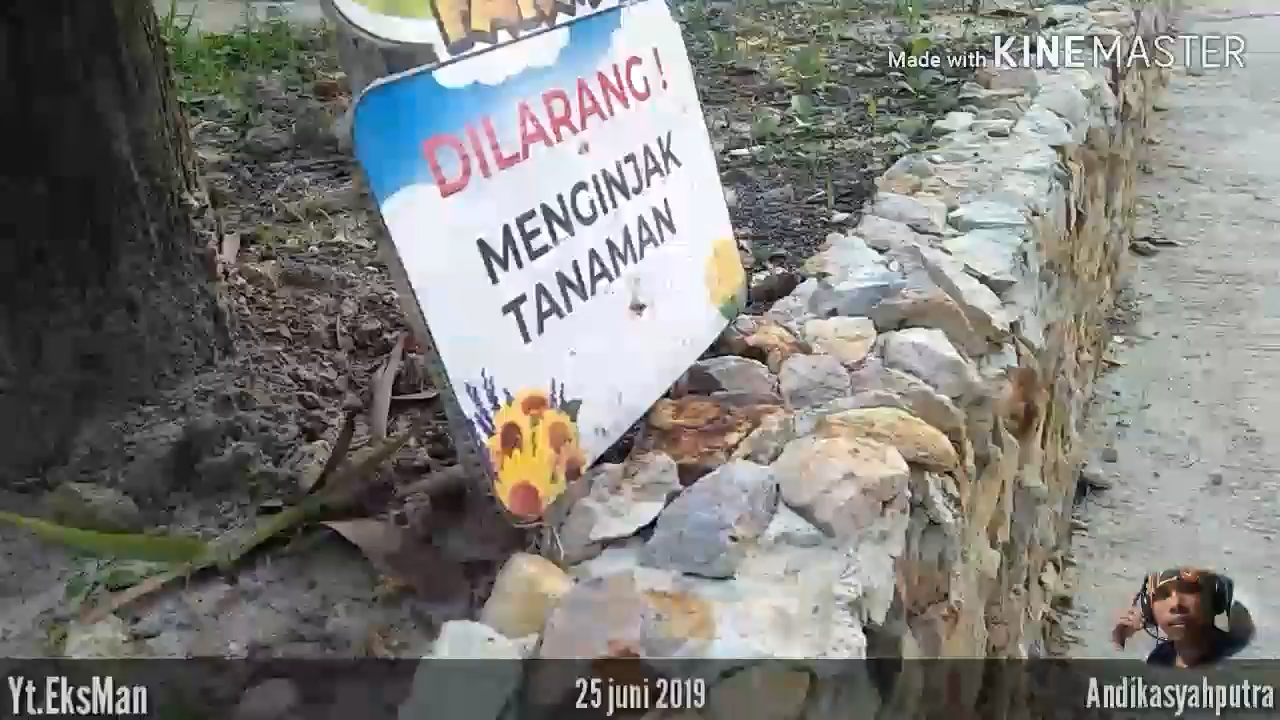 Made with KINEMASTER
DILARANG!
MENGINJAK
TANAMAN
Yt.EksMan
25 juni 2019
Andikasyahputra